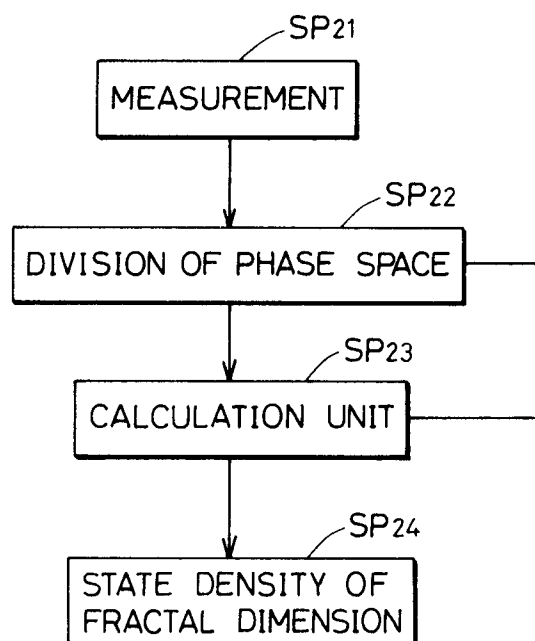 SP21
MEASUREMENT
SP22
DIVISION OF PHASE SPACE
SP23
CALCULATION UNIT
SP24
STATE DENSITY OF
FRACTAL DIMENSION